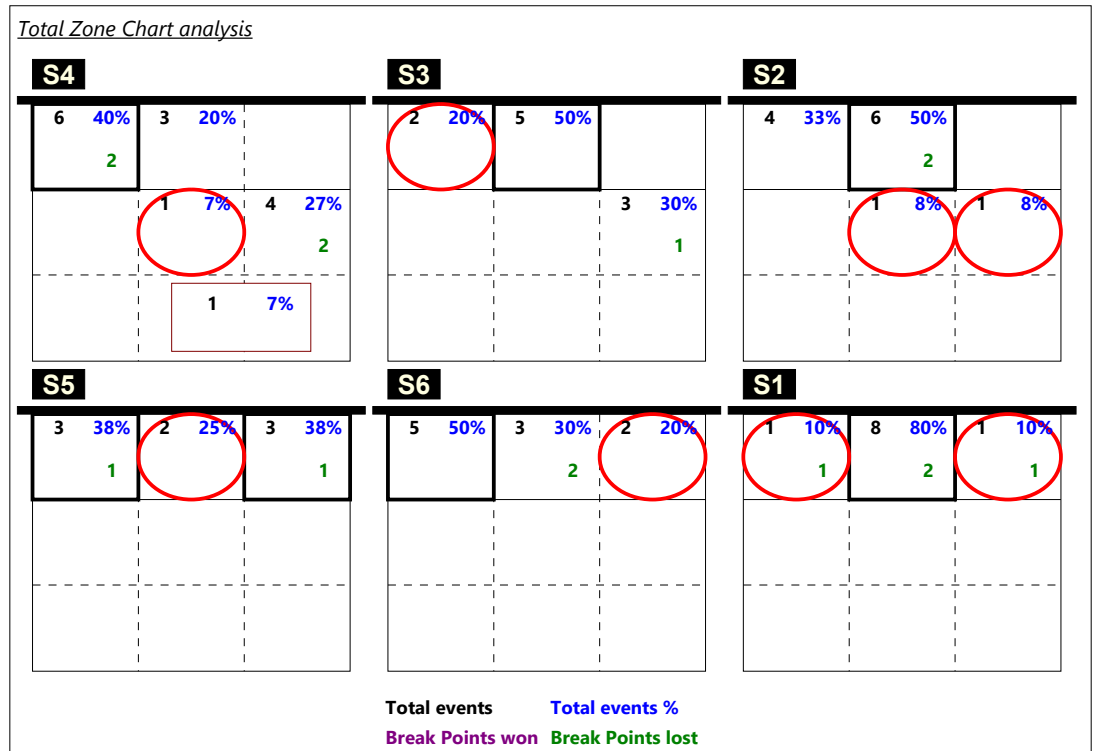 Total Zone Chart analysis
S4 S3 S2
6 40% 3 20% 2 20% 5 50% 4 33% 6 50%
2 2
1 7% 4 27% 3 30% 1 8% 1 8%
2 1
1 7%
S5 S6 S1
3 38% 2 25% 3 38% 5 50% 3 30% 2 20% 1 10% 8 80% 1 10%
1 1 2 1 2 1
Total events Total events %
Break Points won Break Points lost